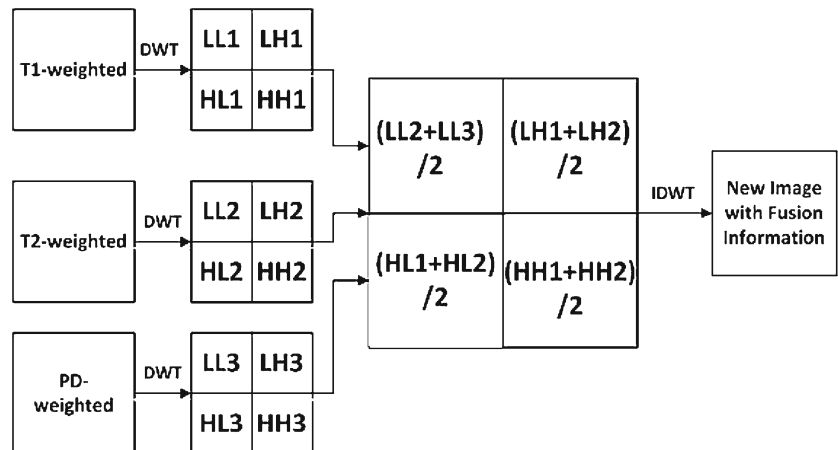 T1-weighted
DWT
LL1 LH1
HL1 HH1
T2-weighted
DWT
LL2 LH2
HL2 HH2
PD-
weighted
DWT
LL3 LH3
HL3 HH3
(LL2+LL3)
/2
(LH1+LH2)
/2
(HL1+HL2)
/2
(HH1+HH2)
/2
IDWT
New Image
with Fusion
Information